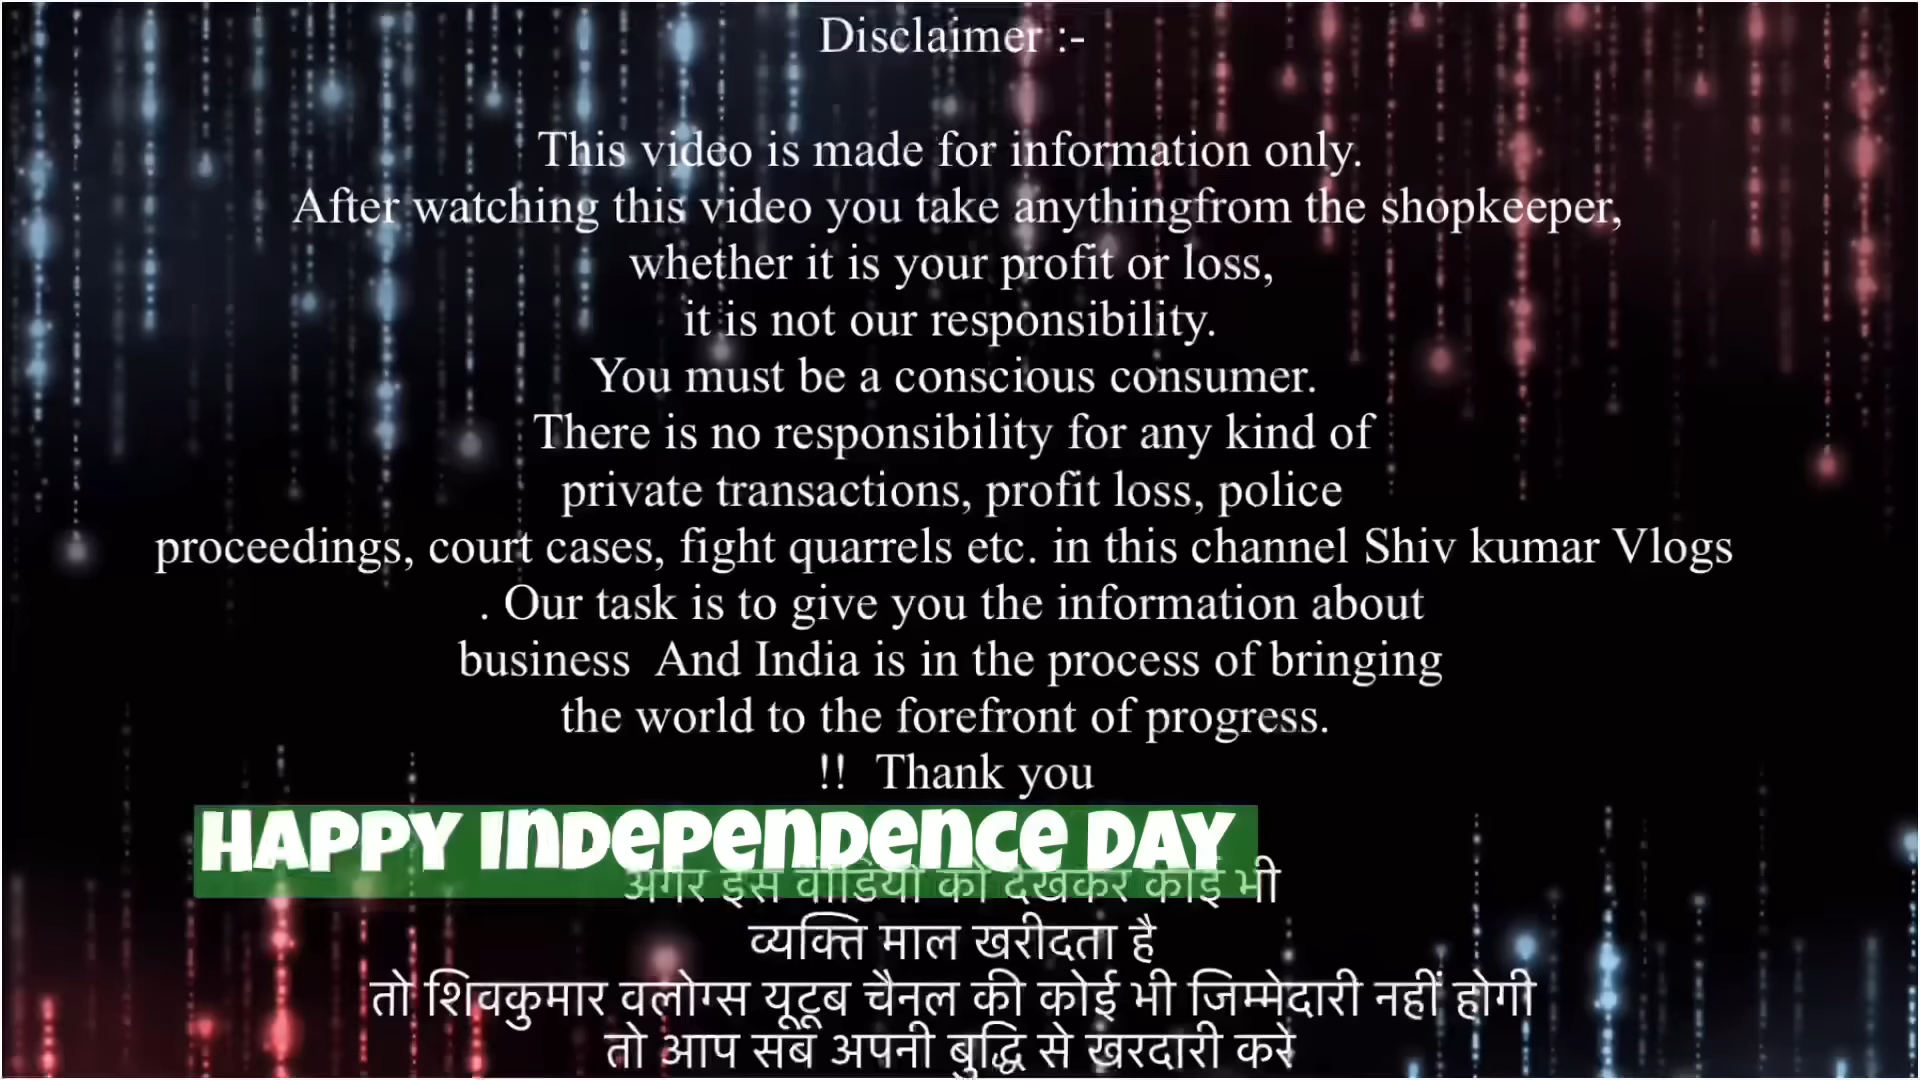 Disclaimer :-
This video is made for information only.
After watching this video you take anythingfrom the shopkeeper,
whether it is your profit or loss,
it is not our responsibility.
You must be a conscious consumer.
There is no responsibility for any kind of
private transactions, profit loss, police
proceedings, court cases, fight quarrels etc. in this channel Shiv kumar Vlogs
. Our task is to give you the information about
business  And India is in the process of bringing
the world to the forefront of progress.
!!  Thank you
HAPPY INDEPENDENCE DAY
अगर इस वीडियो को देखकर कोई भी
व्यक्ति माल खरीदता है
तो शिवकुमार वलोग्स यूटूब चैनल की कोई भी जिम्मेदारी नहीं होगी
तो आप सब अपनी बुद्धि से खरदारी करे